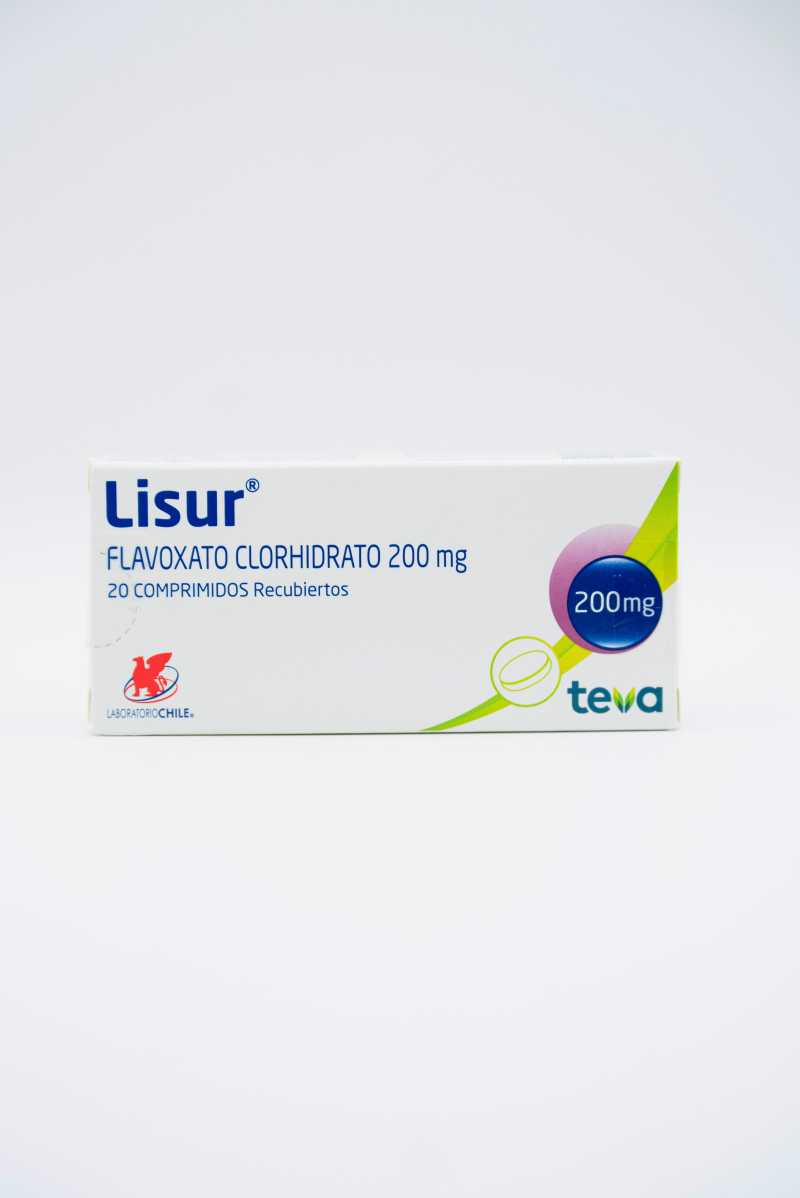 Lisur®
FLAVOXATO CLORHIDRATO 200 mg
20 COMPRIMIDOS Recubiertos
200mg
LABORATORIOCHILE®
teva